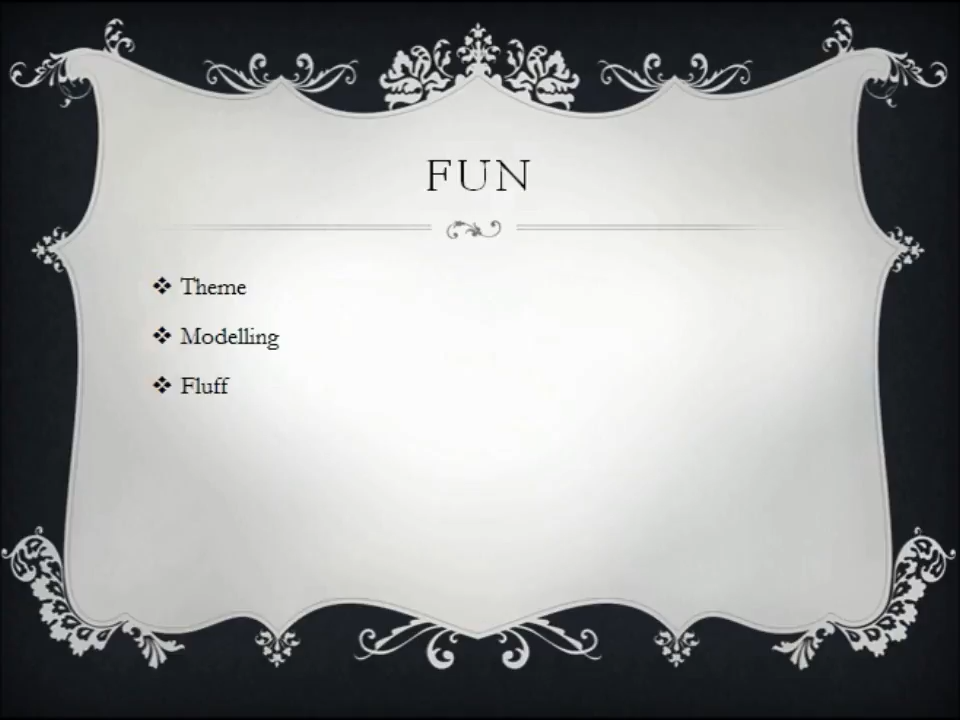 FUN
❖ Theme
❖ Modelling
❖ Fluff